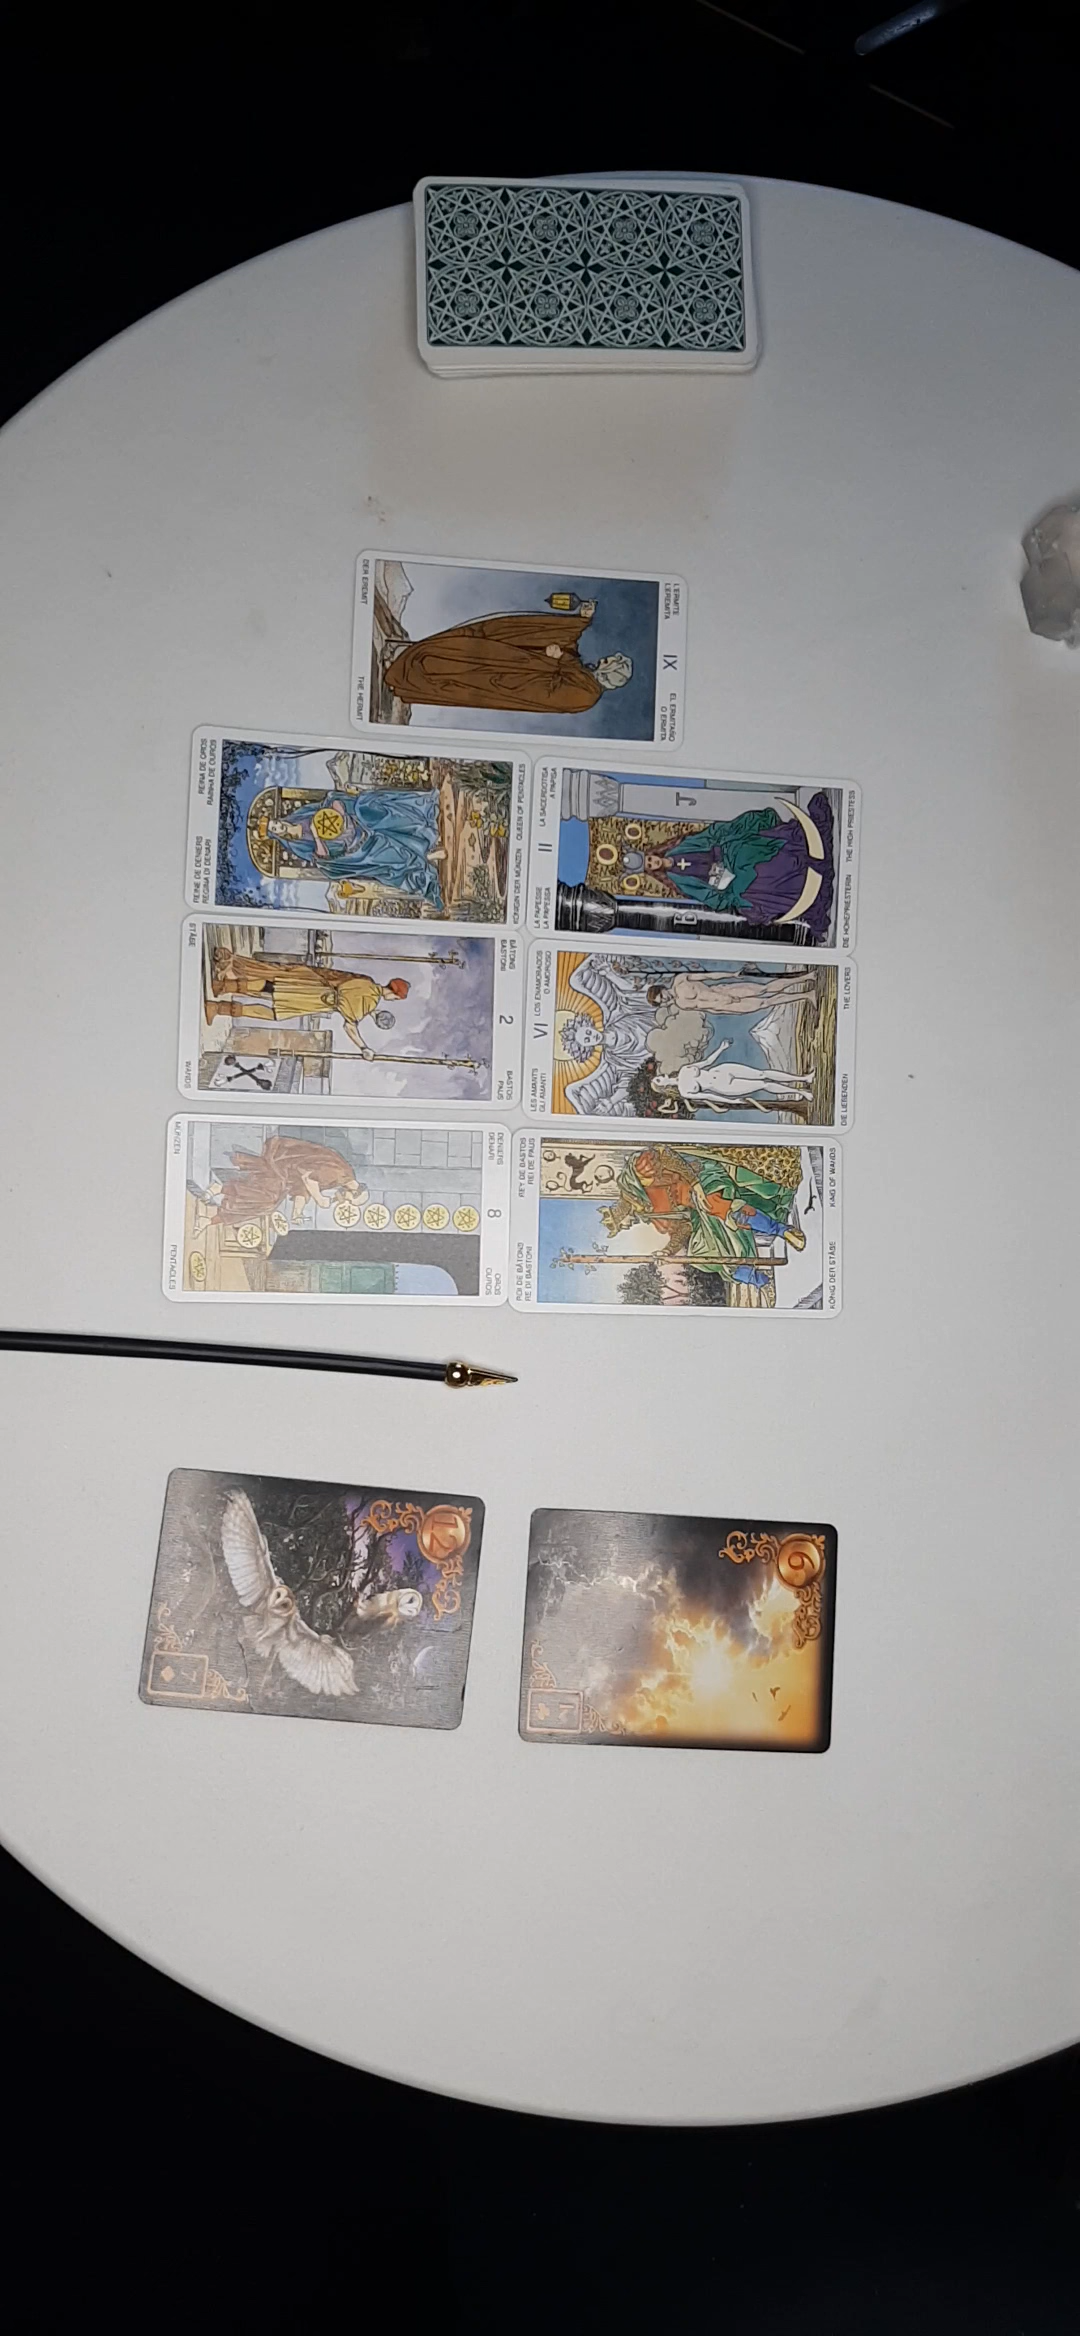 L'ERMITE
L'EREMITA
IX
EL ERMITAÑO
O ERMITA
DER EREMIT
THE HERMIT
REINE DE DENIERS
REGINA DI DENARI
REINA DE OROS
RAINHA DE OUROS
KÖNIGIN DER MÜNZEN
QUEEN OF PENTACLES
LA PAPESSE
LA PAPESSA
II
LA SACERDOTISA
A PAPISA
B
J
DIE HOHEPRIESTERIN
THE HIGH PRIESTESS
BÂTONS
BASTONI
2
BASTOS
PAUS
STÄBE
WANDS
LES AMANTS
GLI AMANTI
VI
LOS ENAMORADOS
O AMOROSO
DIE LIEBENDEN
THE LOVERS
DENIERS
DENARI
8
OROS
OUROS
MÜNZEN
PENTACLES
ROI DE BÂTONS
RE DI BASTONI
REY DE BASTOS
REI DE PAUS
KÖNIG DER STÄBE
KING OF WANDS
12
7
6